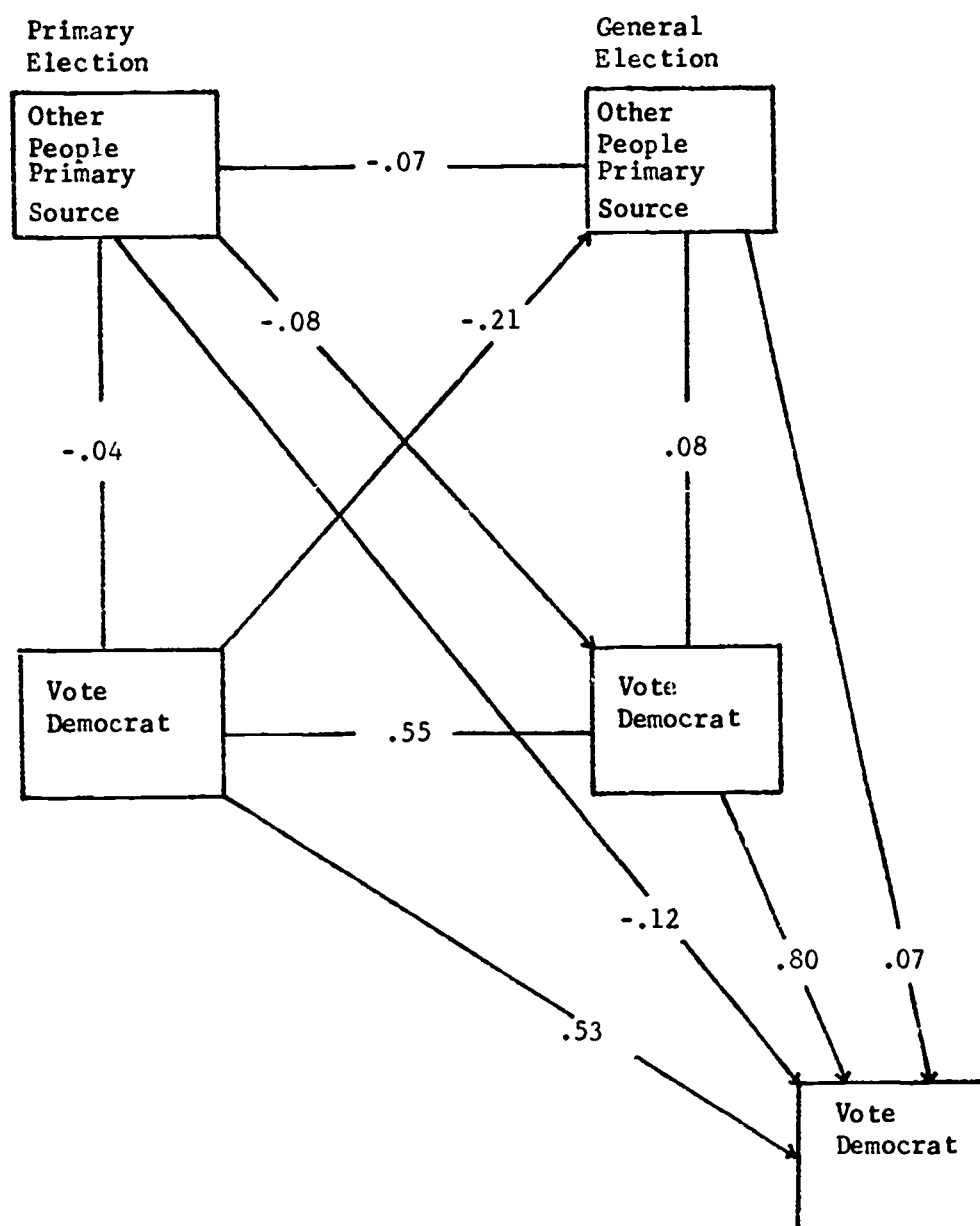 Primary
Election
General
Election
Other
People
Primary
Source
-.07
Other
People
Primary
Source
-.08
-.21
-.04
.08
Vote
Democrat
.55
Vote
Democrat
-.12
.80
.07
.53
Vote
Democrat